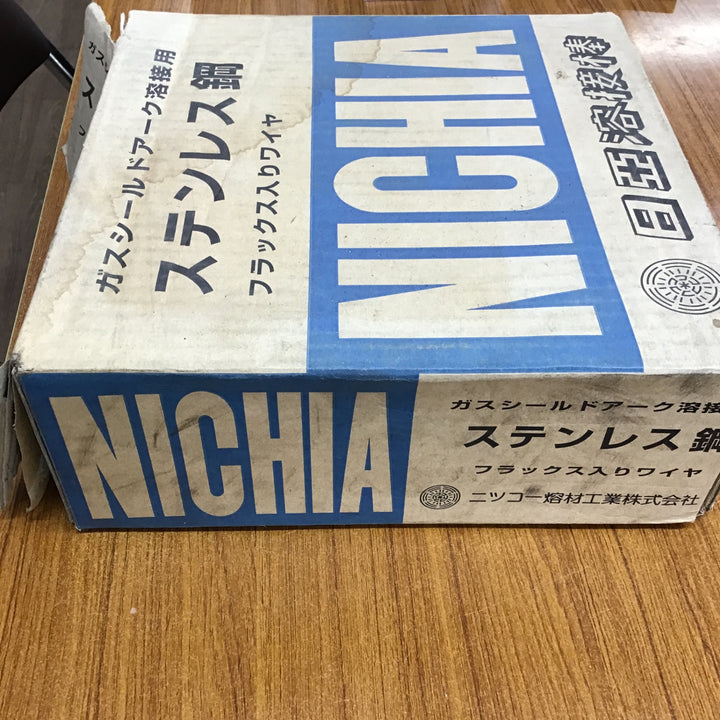 ガスシールドアーク溶接用
ステンレス鋼
フラックス入りワイヤ
NICHIA
日亜溶接棒
NICHIA
ガスシールドアーク溶接
ステンレス鋼
フラックス入りワイヤ
ニツコー熔材工業株式会社